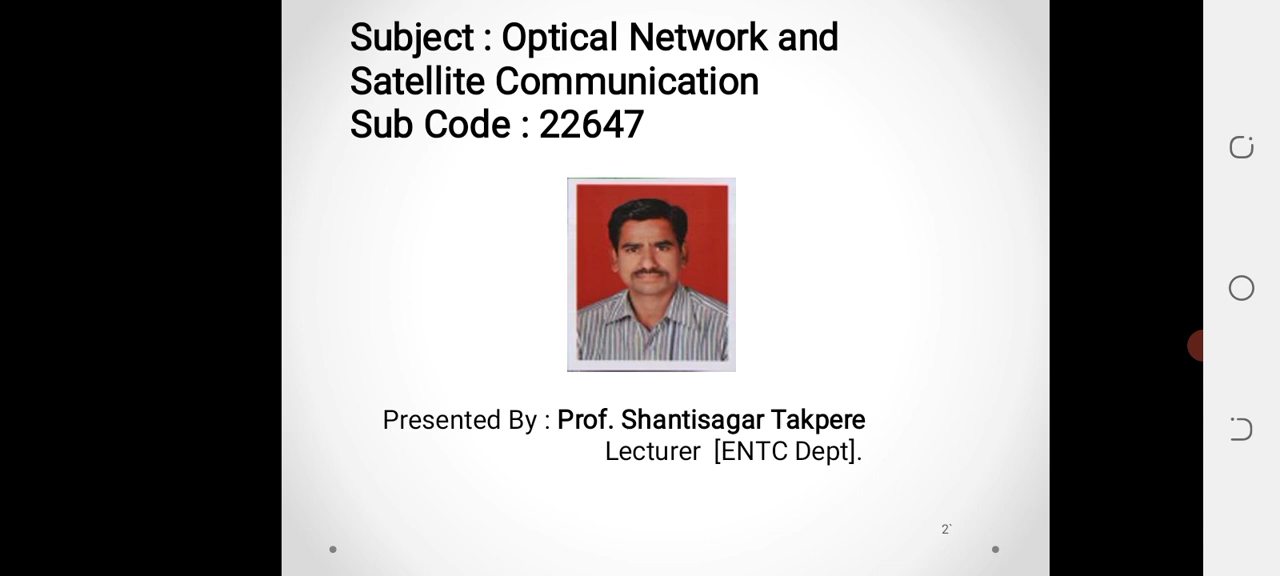 Subject : Optical Network and
Satellite Communication
Sub Code : 22647
Presented By : Prof. Shantisagar Takpere
Lecturer [ENTC Dept].
2`